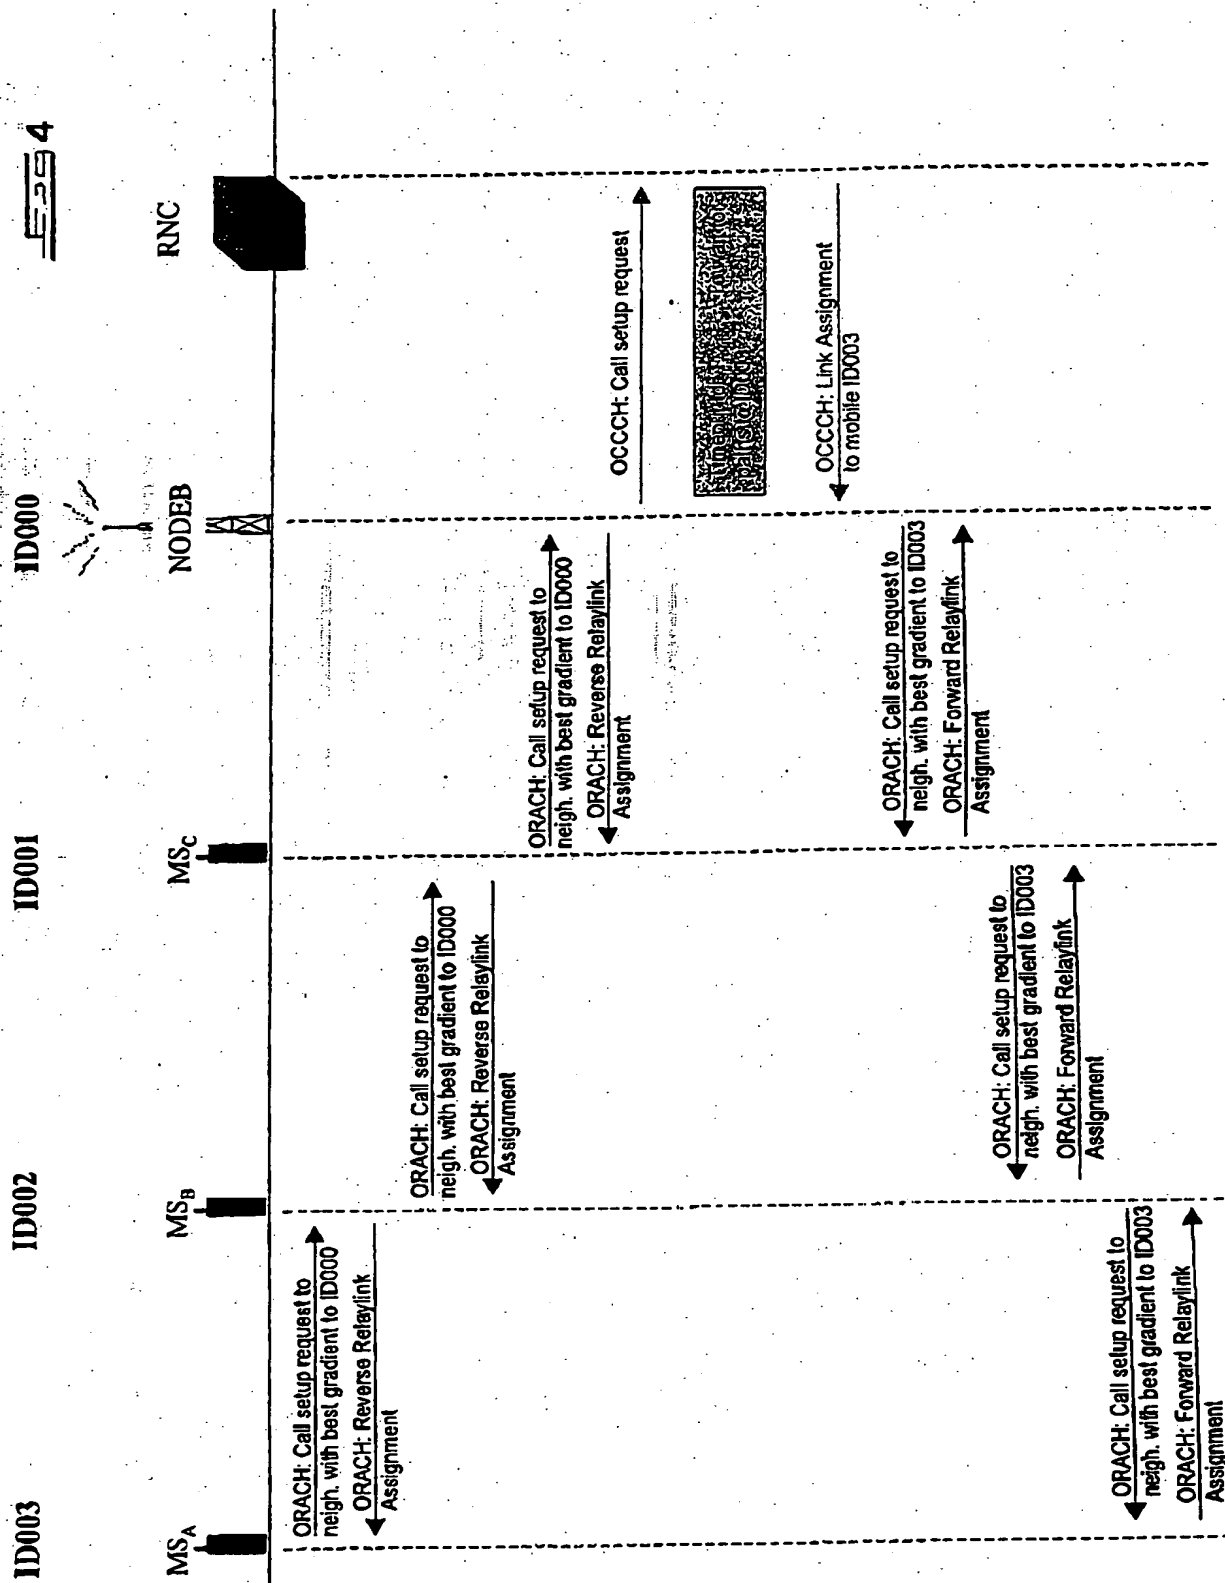 Fig 4
ID003
ID002
ID001
ID000
MSA
MSB
MSC
NODEB
RNC
ORACH: Call setup request to
neigh. with best gradient to ID000
ORACH: Reverse Relaylink
Assignment
ORACH: Call setup request to
neigh. with best gradient to ID000
ORACH: Reverse Relaylink
Assignment
ORACH: Call setup request to
neigh. with best gradient to ID000
ORACH: Reverse Relaylink
Assignment
OCCCH: Call setup request
OCCCH: Link Assignment
to mobile ID003
ORACH: Call setup request to
neigh. with best gradient to ID003
ORACH: Forward Relaylink
Assignment
ORACH: Call setup request to
neigh. with best gradient to ID003
ORACH: Forward Relaylink
Assignment
ORACH: Call setup request to
neigh. with best gradient to ID003
ORACH: Forward Relaylink
Assignment